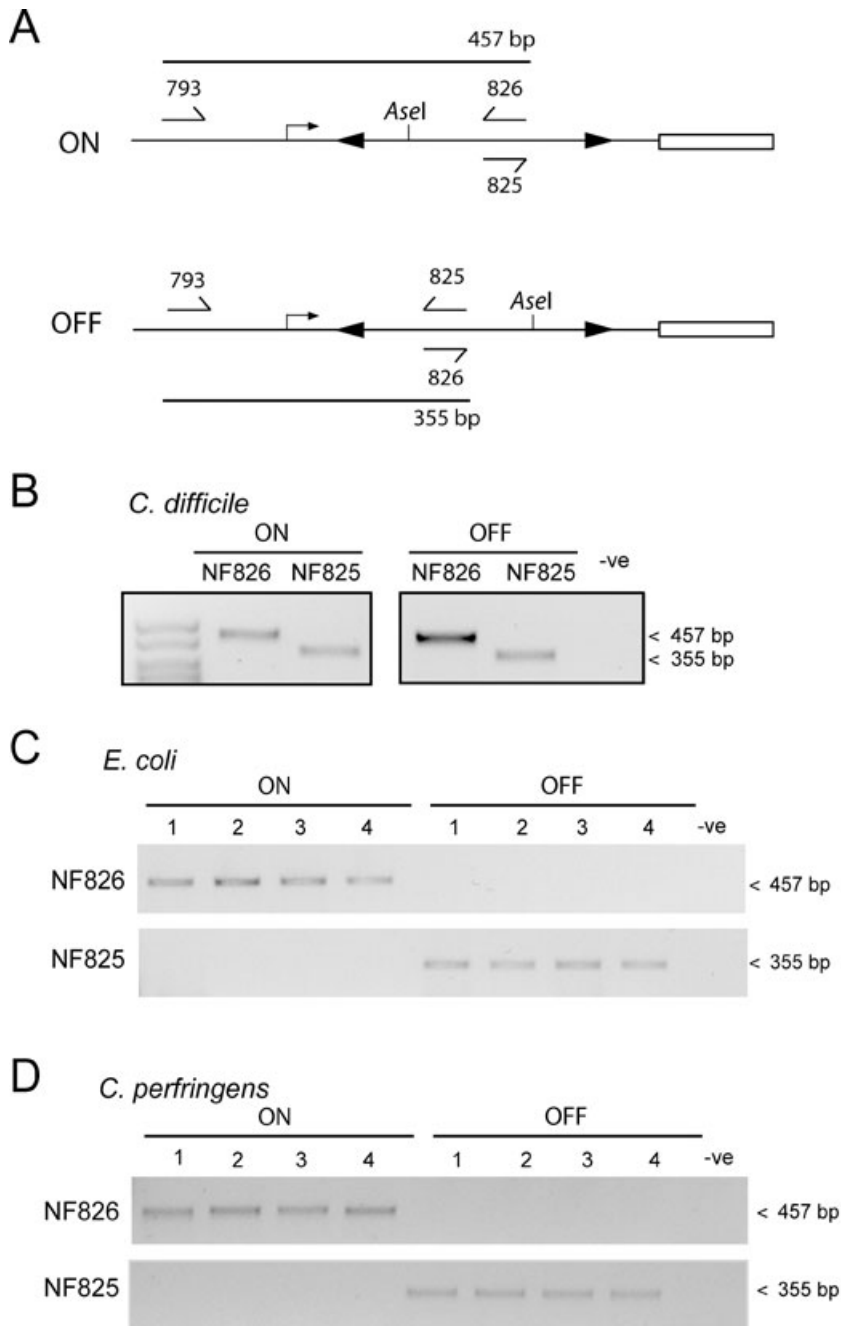 A
457 bp
793
826
AseI
ON
825
793
825
AseI
OFF
826
355 bp
B
C. difficile
ON OFF
NF826 NF825 NF826 NF825 -ve
< 457 bp
< 355 bp
C
E. coli
ON OFF
1 2 3 4 1 2 3 4 -ve
NF826 < 457 bp
NF825 < 355 bp
D
C. perfringens
ON OFF
1 2 3 4 1 2 3 4 -ve
NF826 < 457 bp
NF825 < 355 bp